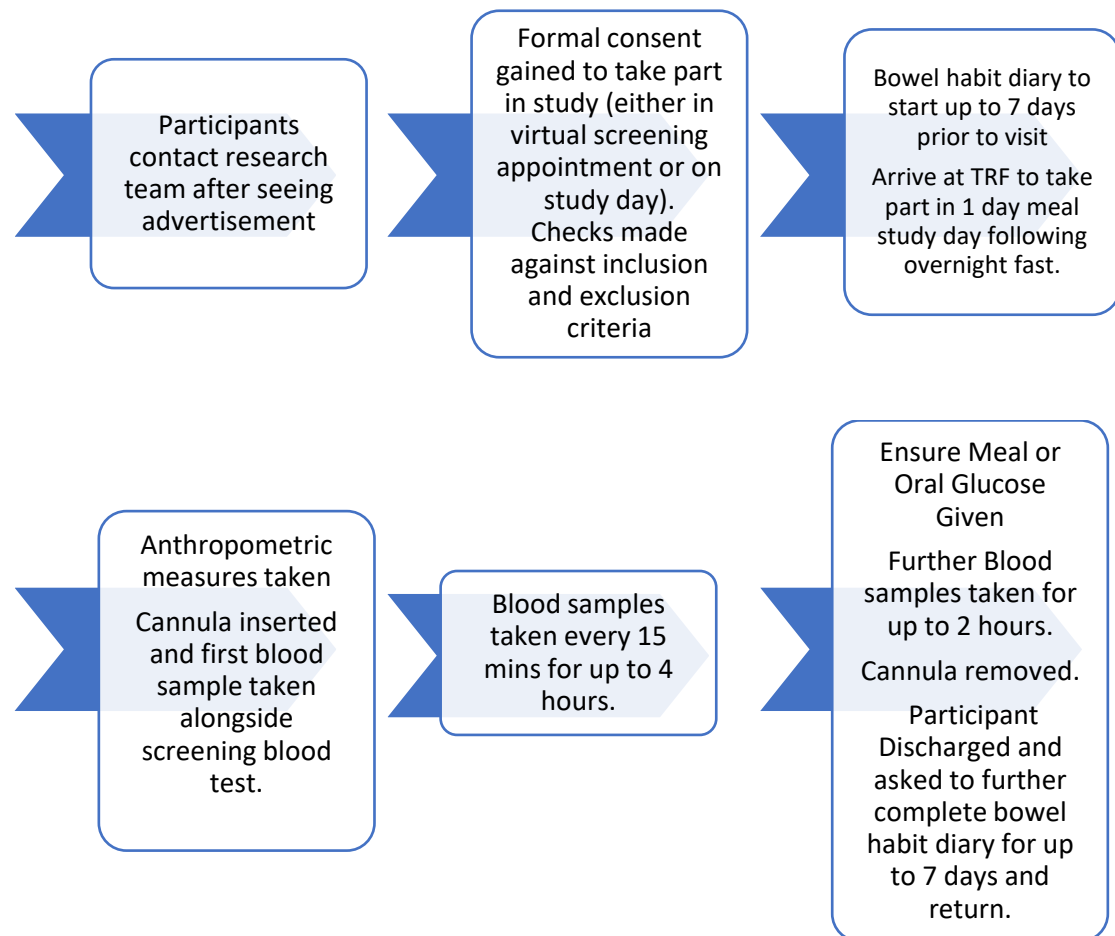 Participants
contact research
team after seeing
advertisement
Formal consent
gained to take part
in study (either in
virtual screening
appointment or on
study day).
Checks made
against inclusion
and exclusion
criteria
Bowel habit diary to
start up to 7 days
prior to visit
Arrive at TRF to take
part in 1 day meal
study day following
overnight fast.
Anthropometric
measures taken
Cannula inserted
and first blood
sample taken
alongside
screening blood
test.
Blood samples
taken every 15
mins for up to 4
hours.
Ensure Meal or
Oral Glucose
Given
Further Blood
samples taken for
up to 2 hours.
Cannula removed.
Participant
Discharged and
asked to further
complete bowel
habit diary for up
to 7 days and
return.